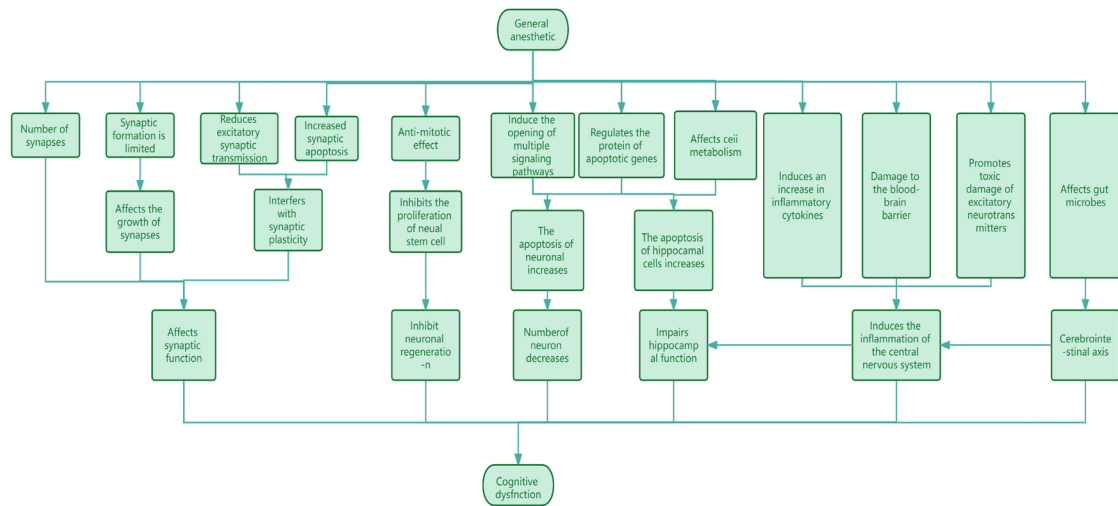 General
anesthetic
Number of
synapses
Synaptic
formation is
limited
Reduces
excitatory
synaptic
transmission
Increased
synaptic
apoptosis
Anti-mitotic
effect
Induce the
opening of
multiple
signaling
pathways
Regulates the
protein of
apoptotic genes
Affects ceii
metabolism
Induces an
increase in
inflammatory
cytokines
Damage to
the blood-
brain
barrier
Promotes
toxic
damage of
excitatory
neurotrans
mitters
Affects gut
microbes
Affects the
growth of
synapses
Interfers
with
synaptic
plasticity
Inhibits the
proliferation
of neual
stem cell
The
apoptosis of
neuronal
increases
The apoptosis
of hippocamal
cells increases
Affects
synaptic
function
Inhibit
neuronal
regeneratio
-n
Numberof
neuron
decreases
Impairs
hippocamp
al function
Induces the
inflammation of
the central
nervous system
Cerebrointe
-stinal axis
Cognitive
dysfnction